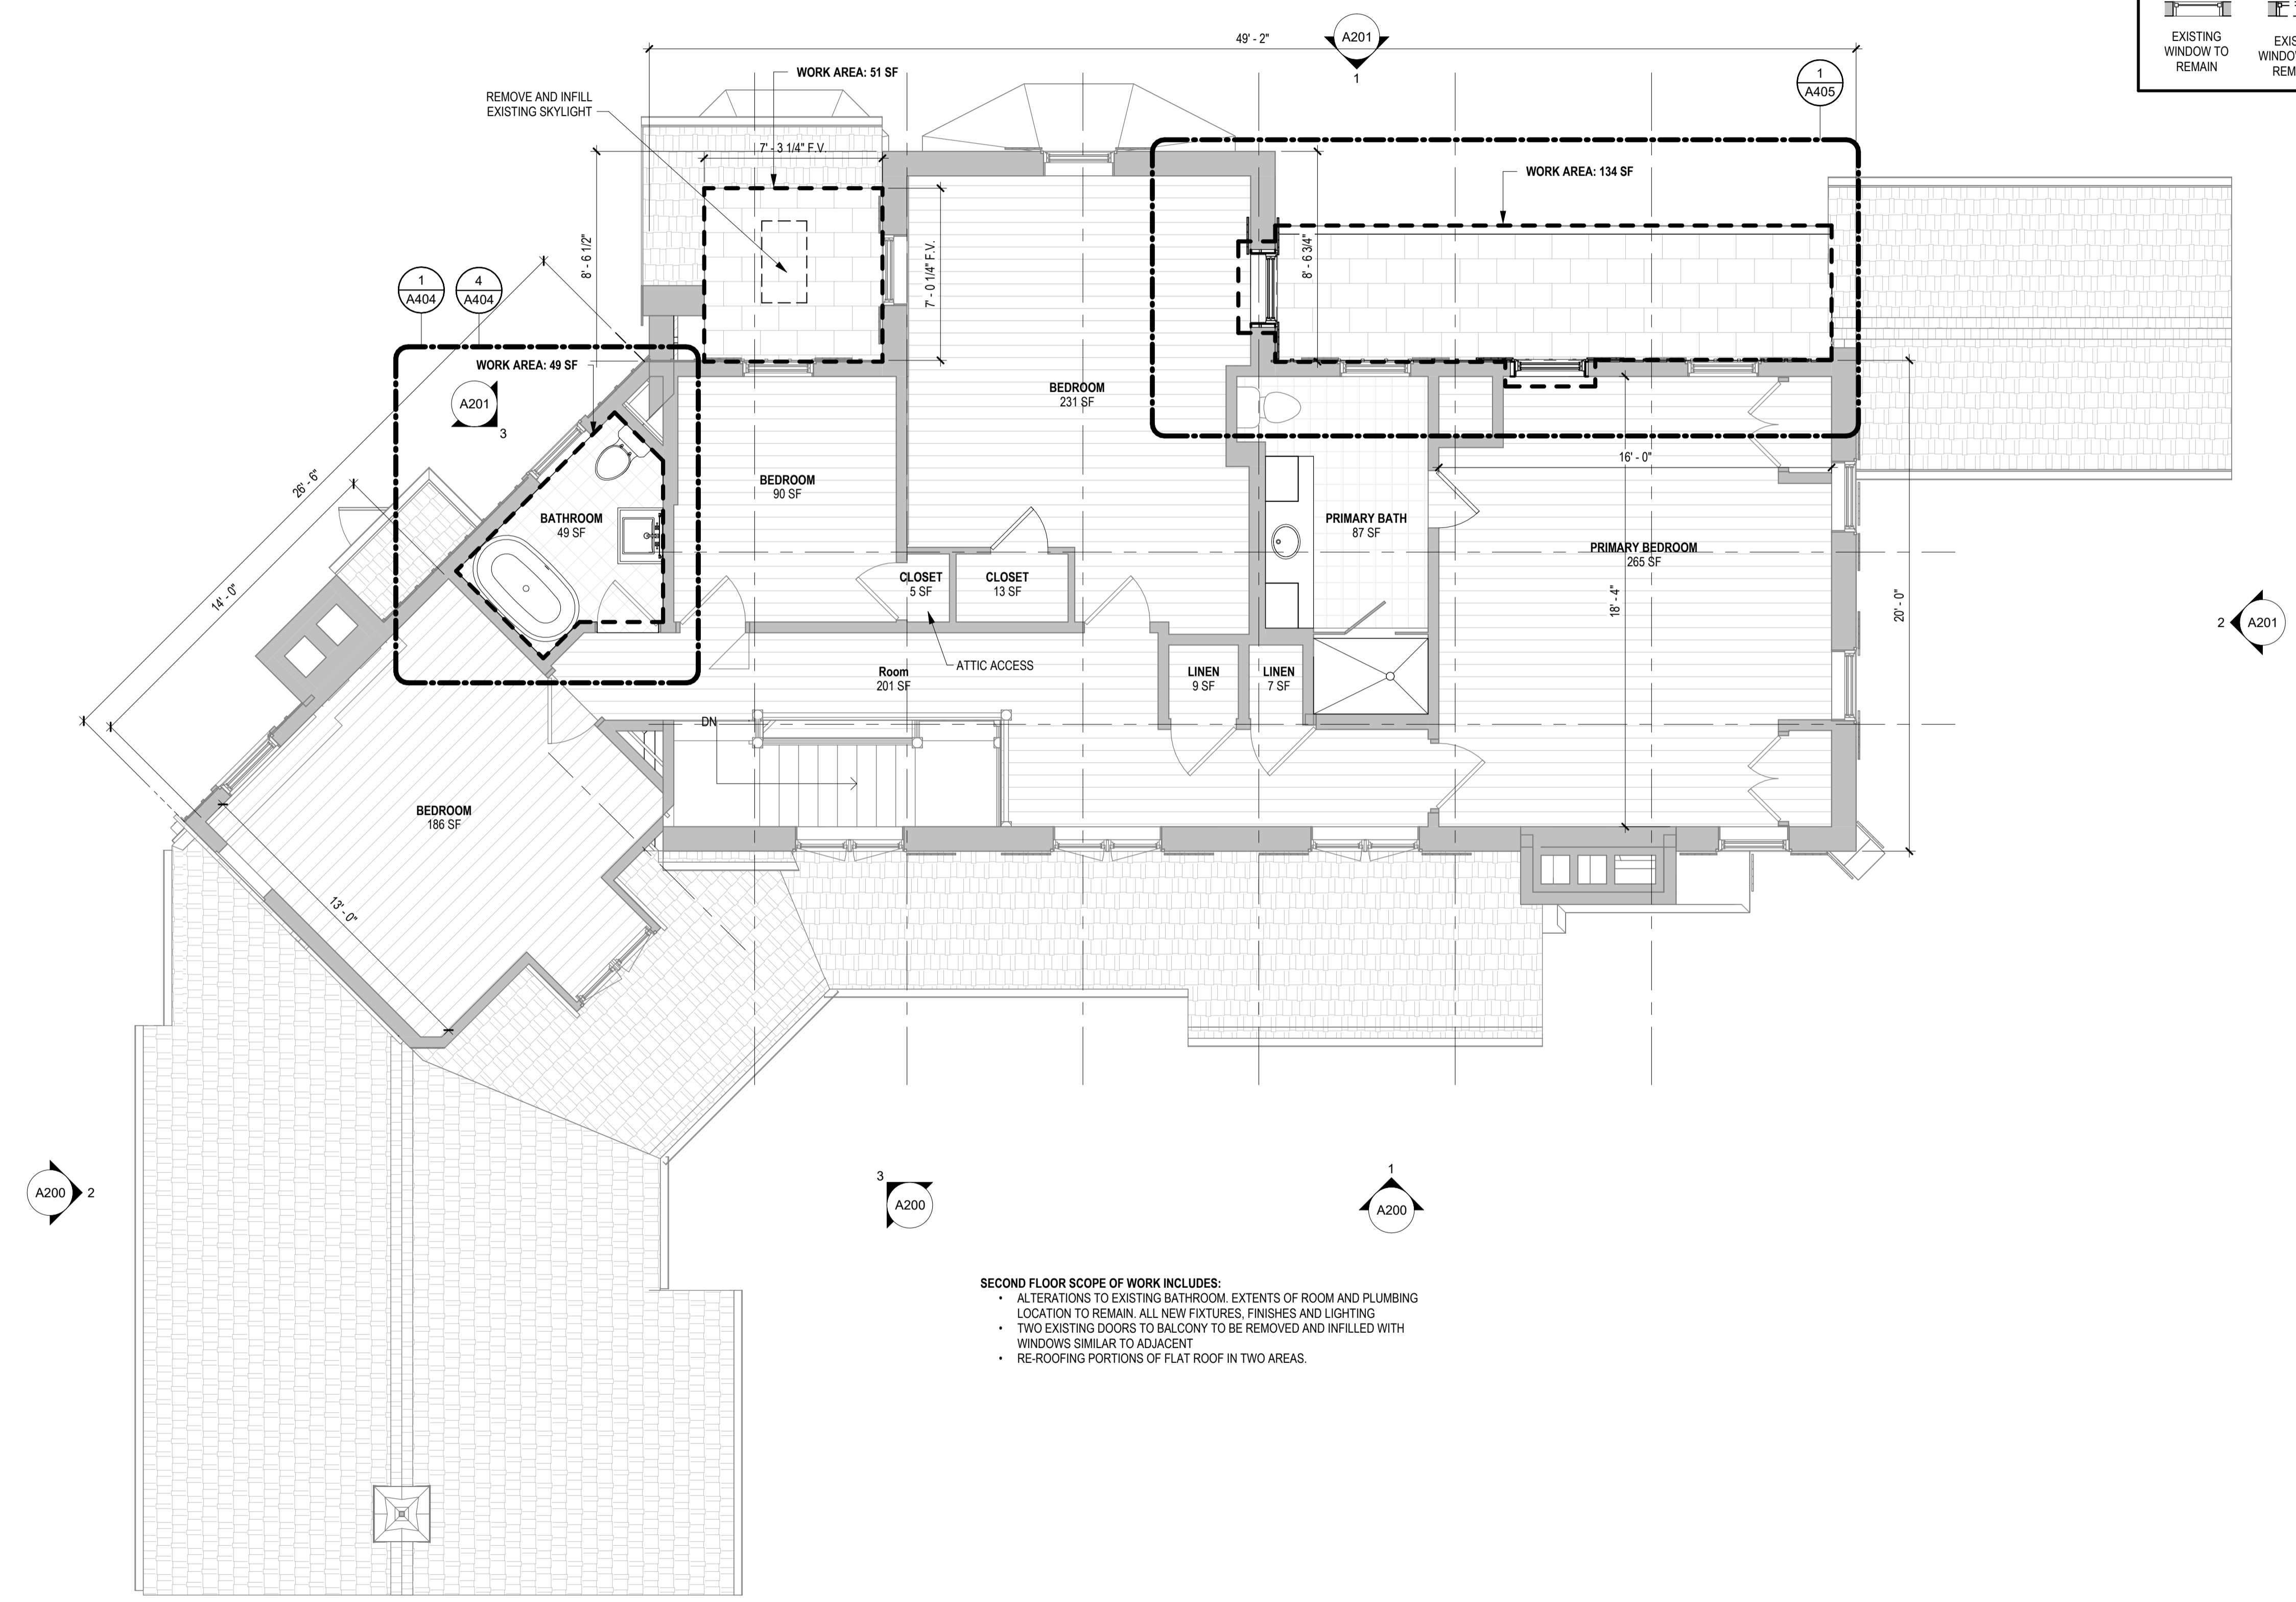 EXISTING
WINDOW TO
REMAIN
49' - 2"
A201
1
1
A405
WORK AREA: 51 SF
REMOVE AND INFILL
EXISTING SKYLIGHT
7' - 3 1/4" F.V.
WORK AREA: 134 SF
8' - 6 1/2"
7' - 0 1/4" F.V.
8' - 6 3/4"
1
A404
4
A404
WORK AREA: 49 SF
A201
3
BEDROOM
231 SF
26' - 6"
16' - 0"
BEDROOM
90 SF
BATHROOM
49 SF
PRIMARY BATH
87 SF
PRIMARY BEDROOM
265 SF
14' - 0"
CLOSET
5 SF
CLOSET
13 SF
18' - 4"
20' - 0"
2
A201
ATTIC ACCESS
Room
201 SF
LINEN
9 SF
LINEN
7 SF
DN
BEDROOM
186 SF
13' - 0"
A200
2
3
A200
1
A200
SECOND FLOOR SCOPE OF WORK INCLUDES:
• ALTERATIONS TO EXISTING BATHROOM. EXTENTS OF ROOM AND PLUMBING
LOCATION TO REMAIN. ALL NEW FIXTURES, FINISHES AND LIGHTING
• TWO EXISTING DOORS TO BALCONY TO BE REMOVED AND INFILLED WITH
WINDOWS SIMILAR TO ADJACENT
• RE-ROOFING PORTIONS OF FLAT ROOF IN TWO AREAS.